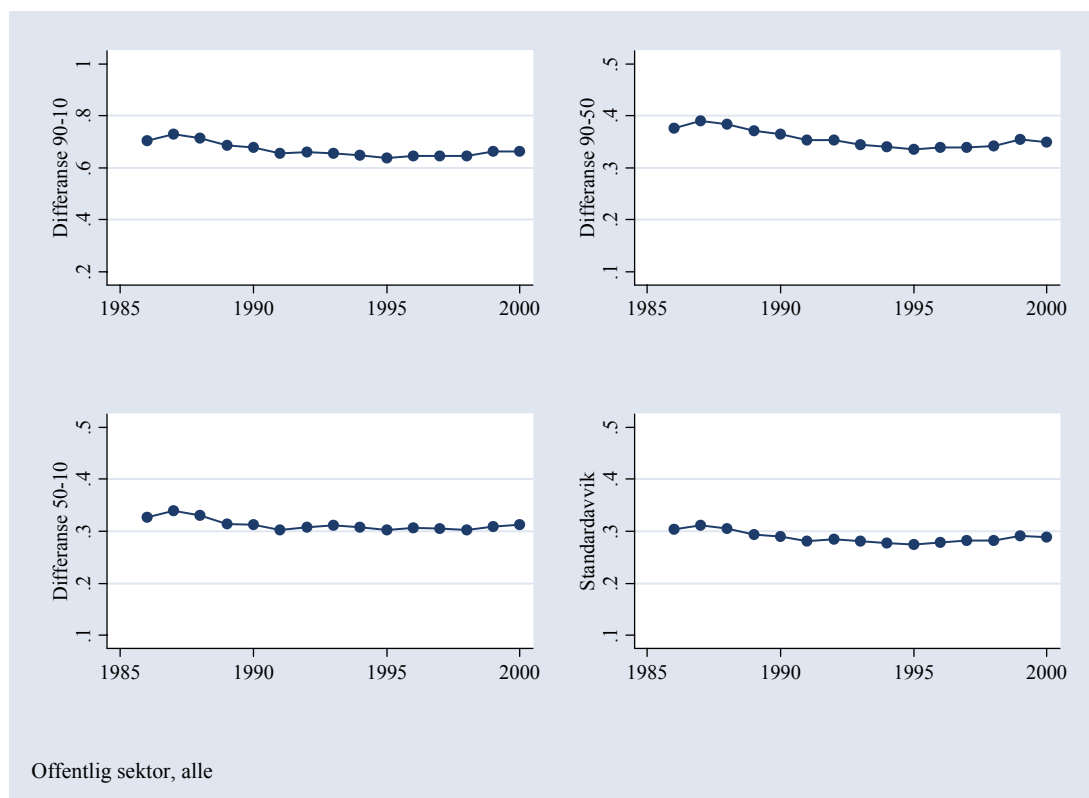 Differanse 90-10
1
.8
.6
.4
.2
1985 1990 1995 2000
Differanse 90-50
.5
.4
.3
.2
.1
1985 1990 1995 2000
Differanse 50-10
.5
.4
.3
.2
.1
1985 1990 1995 2000
Standardavvik
.5
.4
.3
.2
.1
1985 1990 1995 2000
Offentlig sektor, alle